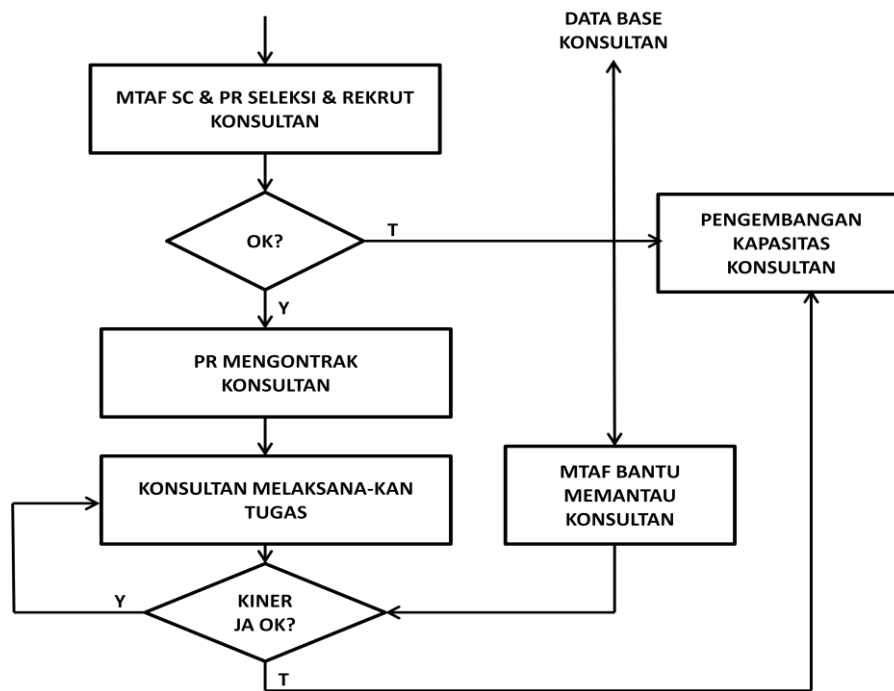 DATA BASE
KONSULTAN
MTAF SC & PR SELEKSI & REKRUT
KONSULTAN
OK?
T
PENGEMBANGAN
KAPASITAS
KONSULTAN
Y
PR MENGONTRAK
KONSULTAN
KONSULTAN MELAKSANA-KAN
TUGAS
MTAF BANTU
MEMANTAU
KONSULTAN
Y
KINER
JA OK?
T